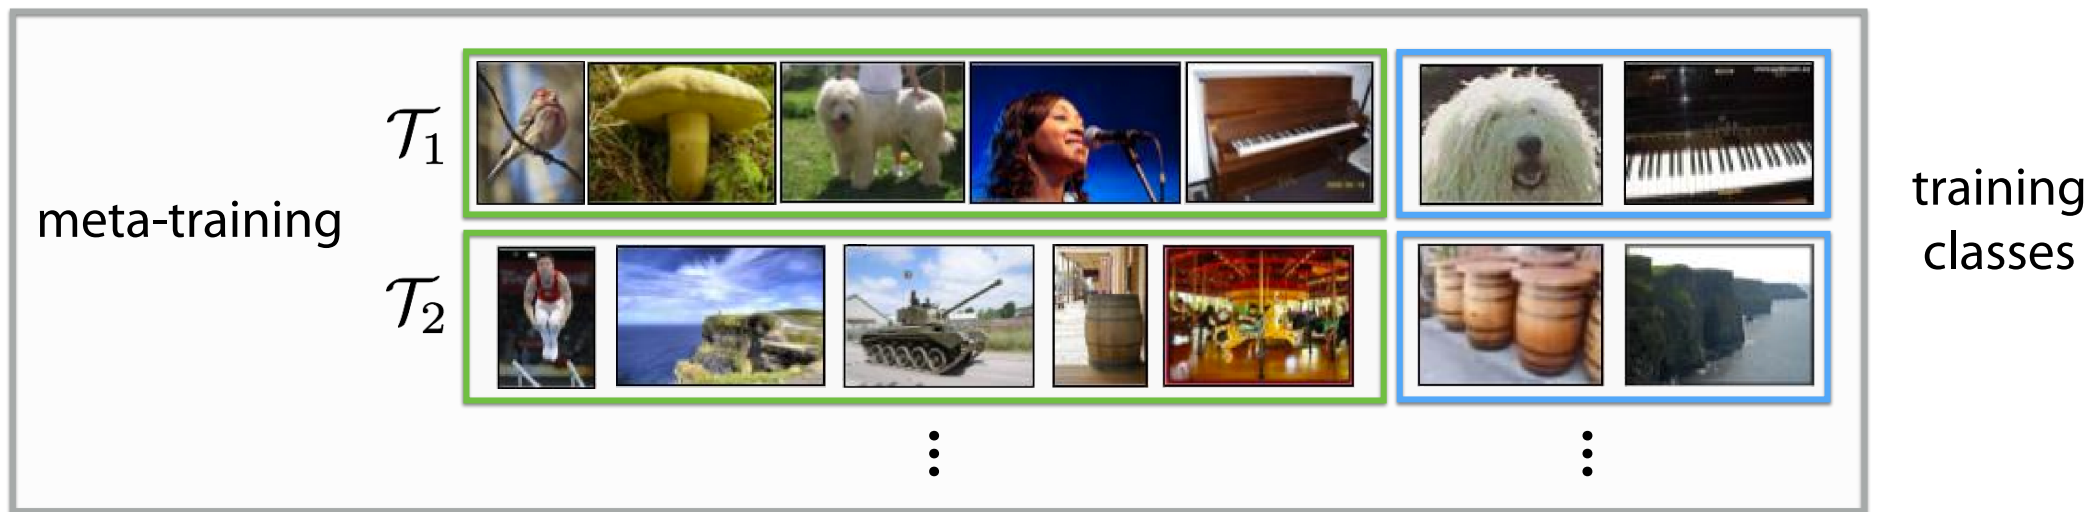 meta-training
𝒯₁
𝒯₂
⋮
⋮
training
classes